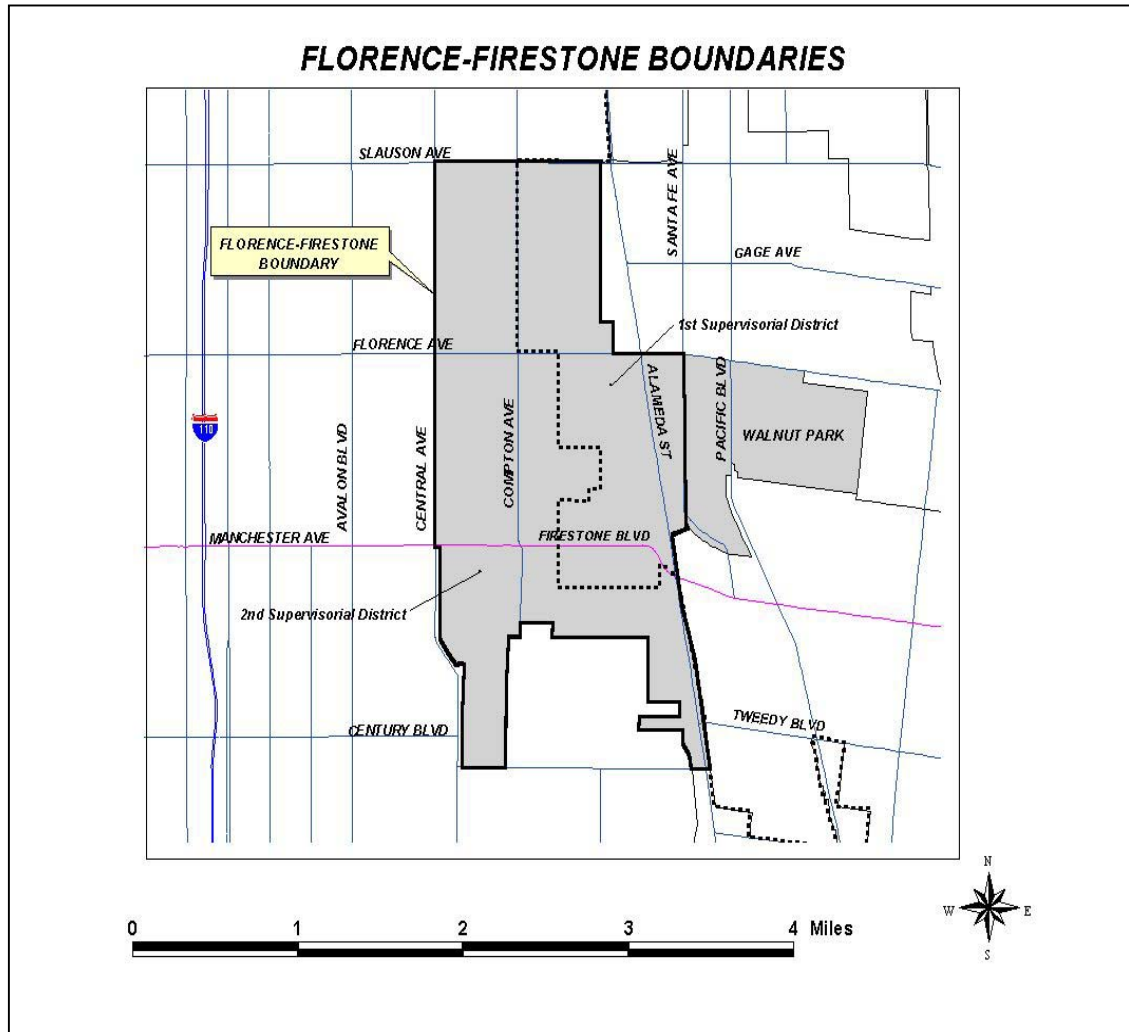 FLORENCE-FIRESTONE BOUNDARIES
SLAUSON AVE
SANTA FE AVE
FLORENCE-FIRESTONE
BOUNDARY
GAGE AVE
1st Supervisorial District
FLORENCE AVE
ALAMEDA ST
PACIFIC BLVD
WALNUT PARK
110
AVALON BLVD
CENTRAL AVE
COMPTON AVE
MANCHESTER AVE
FIRESTONE BLVD
2nd Supervisorial District
CENTURY BLVD
TWEEDY BLVD
N
W E
S
0 1 2 3 4 Miles